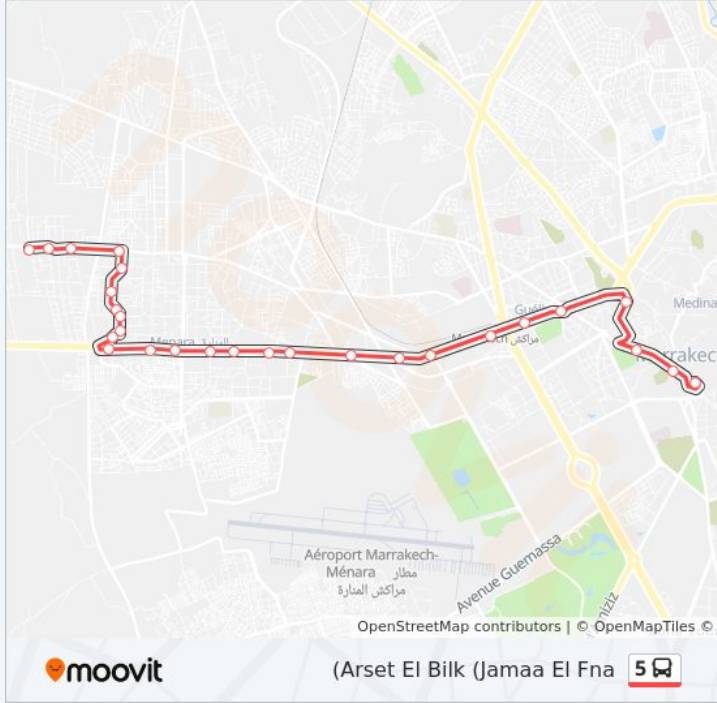 Medina
Guéliz
Menara المنارة
مراكش
Marrakech
Aéroport Marrakech-
Ménara مطار
مراكش المنارة
Avenue Guemassa
OpenStreetMap contributors | © OpenMapTiles ©
moovit
(Arset El Bilk (Jamaa El Fna
5